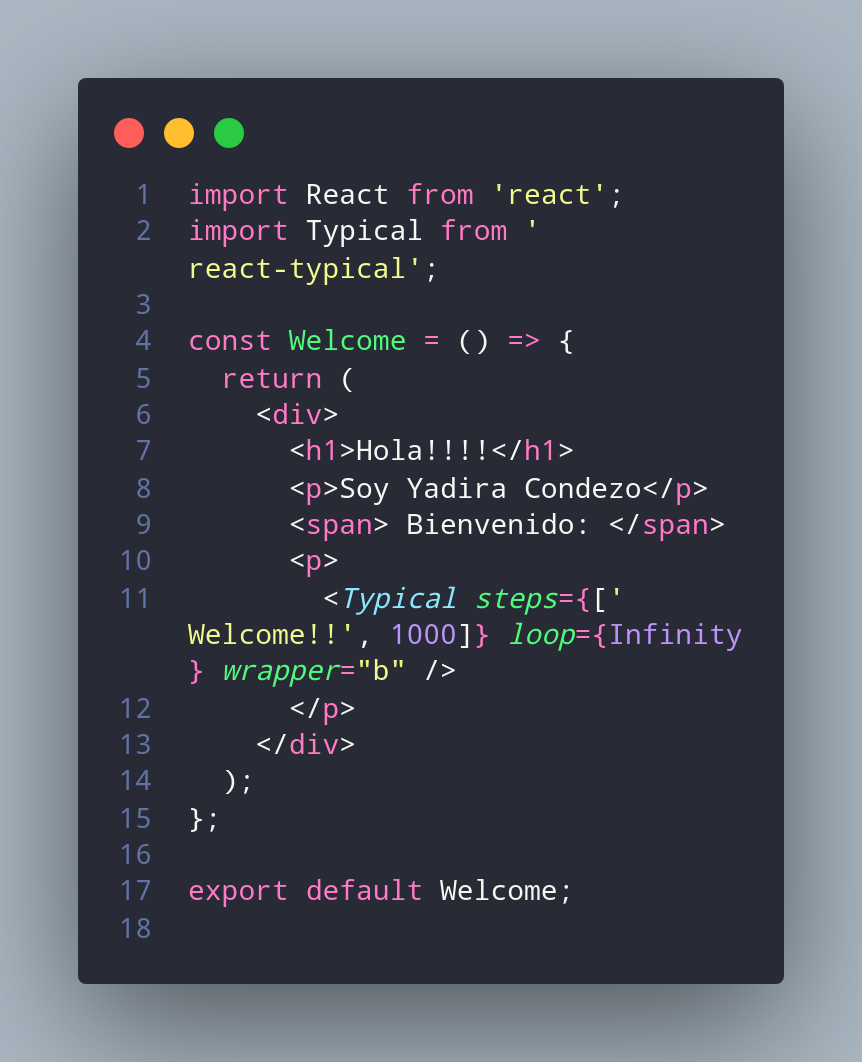 1 import React from 'react';
2 import Typical from '
react-typical';
3
4 const Welcome = () => {
5   return (
6     <div>
7       <h1>Hola!!!!</h1>
8       <p>Soy Yadira Condezo</p>
9       <span> Bienvenido: </span>
10       <p>
11         <Typical steps={['
Welcome!!', 1000]} loop={Infinity
} wrapper="b" />
12       </p>
13     </div>
14   );
15 };
16
17 export default Welcome;
18